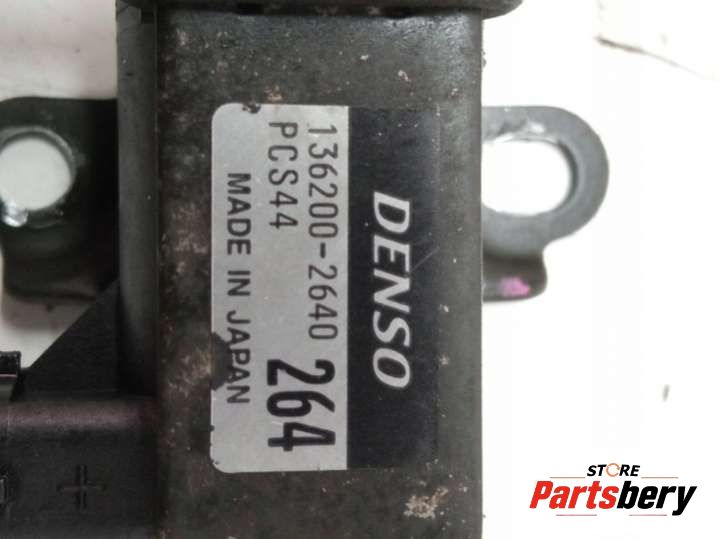 DENSO
136200-2640
PCS44
264
MADE IN JAPAN
+
STORE
Partsbery